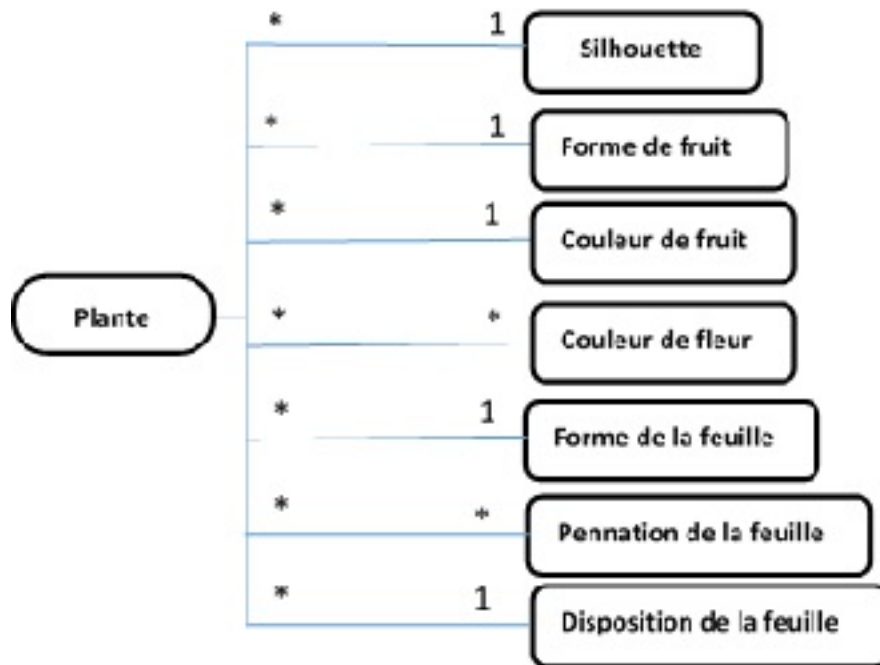 * 1 Silhouette
* 1 Forme de fruit
* 1 Couleur de fruit
Plante
* * Couleur de fleur
* 1 Forme de la feuille
* * Pennation de la feuille
* 1 Disposition de la feuille